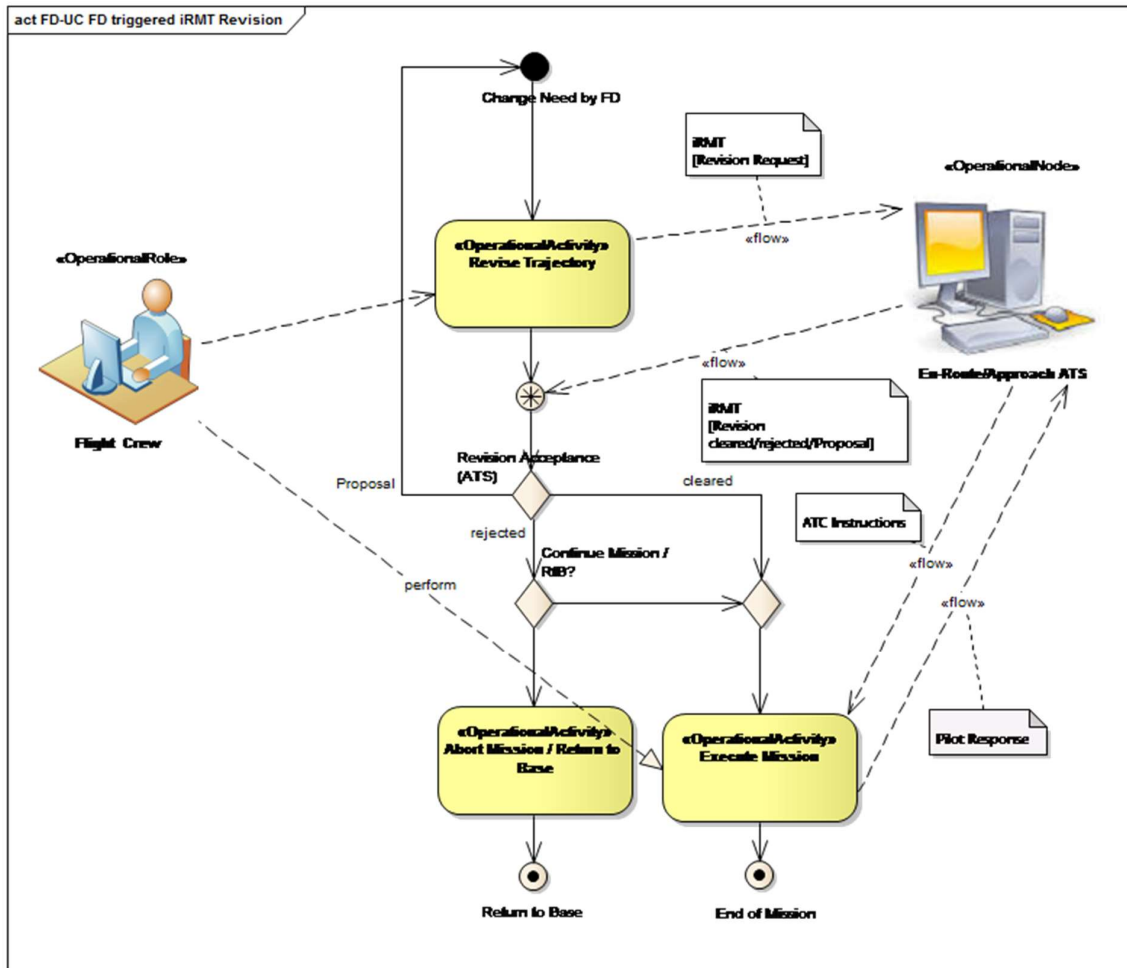 act FD-UC FD triggered iRMT Revision
Change Need by FD
iRMT
[Revision Request]
«OperationalNode»
«flow»
«OperationalActivity»
Revise Trajectory
«OperationalRole»
Flight Crew
«flow»
En-Route/Approach ATS
iRMT
[Revision
cleared/rejected/Proposal]
Revision Acceptance
(ATS)
Proposal
cleared
rejected
ATC Instructions
Continue Mission /
RtB?
«flow»
perform
«flow»
«OperationalActivity»
Abort Mission / Return to
Base
«OperationalActivity»
Execute Mission
Pilot Response
Return to Base
End of Mission